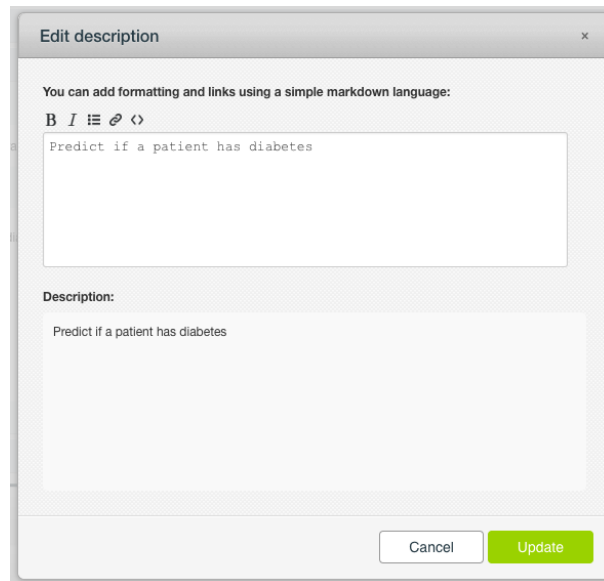 Edit description
×
You can add formatting and links using a simple markdown language:
B I
Predict if a patient has diabetes
Description:
Predict if a patient has diabetes
Cancel Update